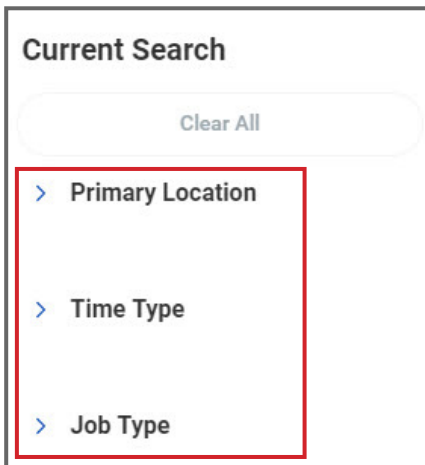 Current Search
Clear All
Primary Location
Time Type
Job Type